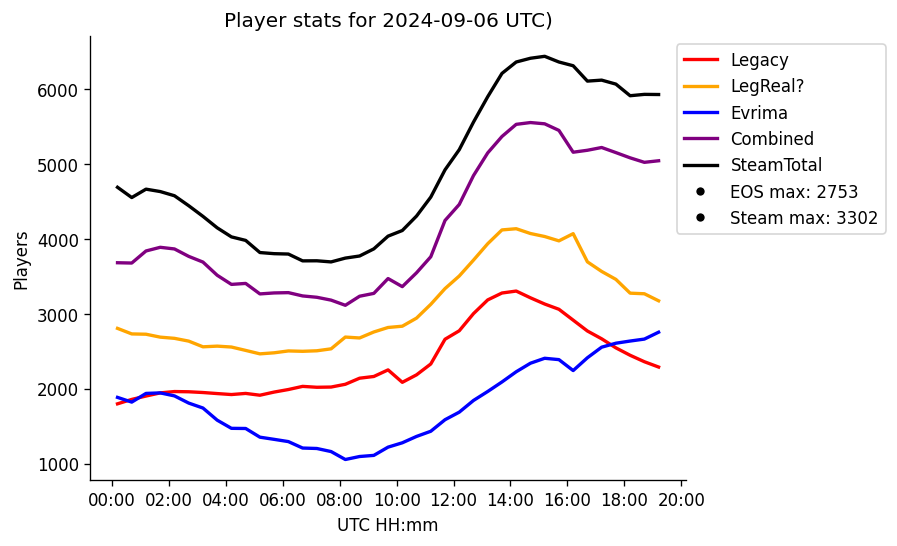 Player stats for 2024-09-06 UTC)
Players
6000
5000
4000
3000
2000
1000
00:00 02:00 04:00 06:00 08:00 10:00 12:00 14:00 16:00 18:00 20:00
UTC HH:mm
Legacy
LegReal?
Evrima
Combined
SteamTotal
EOS max: 2753
Steam max: 3302